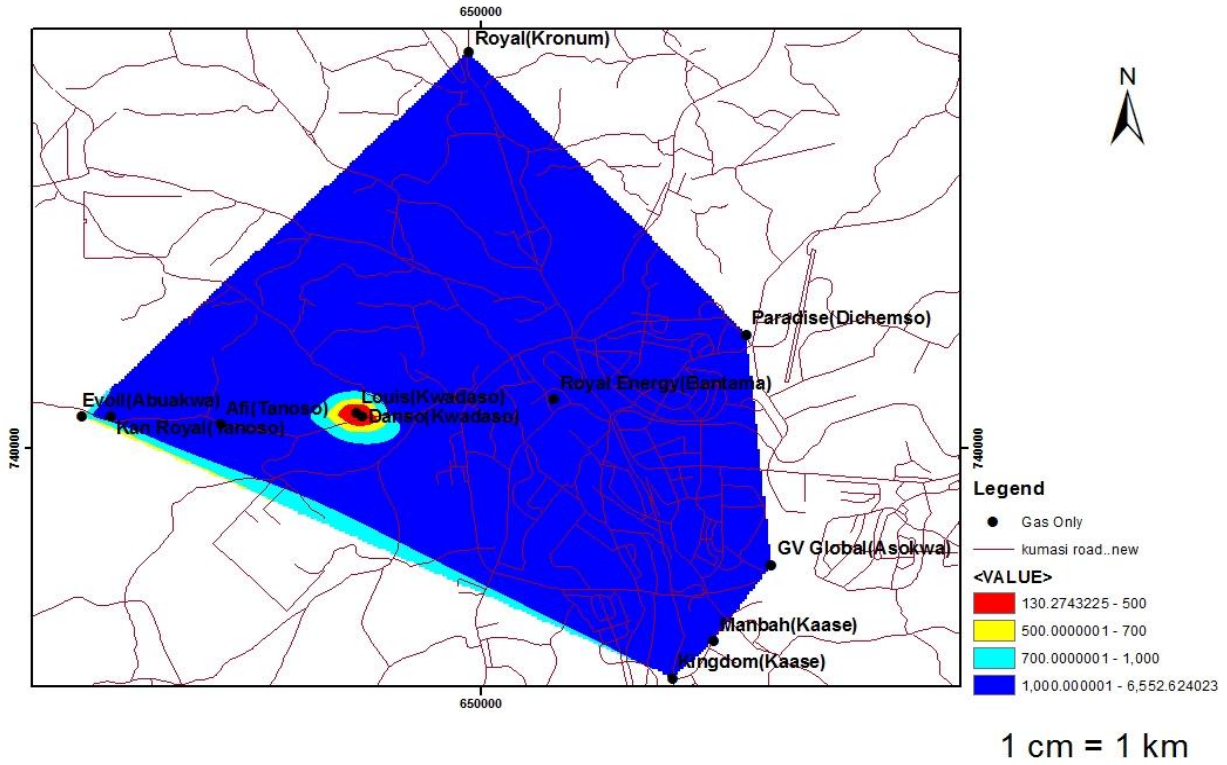 650000
Royal(Kronum)
N
Paradise(Dichemso)
Royal Energy(Bantama)
Evoil(Abuakwa)
Afi(Tanoso)
Louis(Kwadaso)
Danso(Kwadaso)
Kan Royal(Tanoso)
740000
740000
Legend
Gas Only
kumasi road..new
<VALUE>
130.2743225 - 500
500.0000001 - 700
700.0000001 - 1,000
1,000.000001 - 6,552.624023
GV Global(Asokwa)
Manbah(Kaase)
Kingdom(Kaase)
650000
1 cm = 1 km